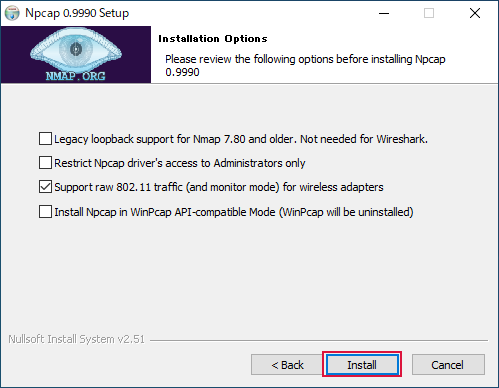 Npcap 0.9990 Setup
NMAP.ORG
Installation Options
Please review the following options before installing Npcap
0.9990
Legacy loopback support for Nmap 7.80 and older. Not needed for Wireshark.
Restrict Npcap driver's access to Administrators only
Support raw 802.11 traffic (and monitor mode) for wireless adapters
Install Npcap in WinPcap API-compatible Mode (WinPcap will be uninstalled)
Nullsoft Install System v2.51
< Back
Install
Cancel